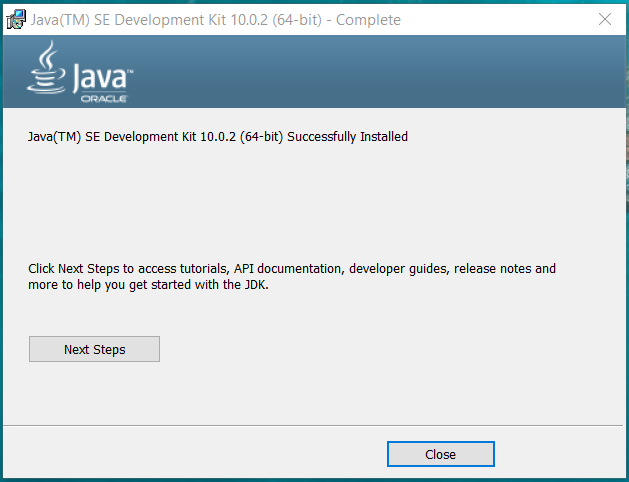 Java(TM) SE Development Kit 10.0.2 (64-bit) - Complete
Java™
ORACLE
Java(TM) SE Development Kit 10.0.2 (64-bit) Successfully Installed
Click Next Steps to access tutorials, API documentation, developer guides, release notes and
more to help you get started with the JDK.
Next Steps
Close